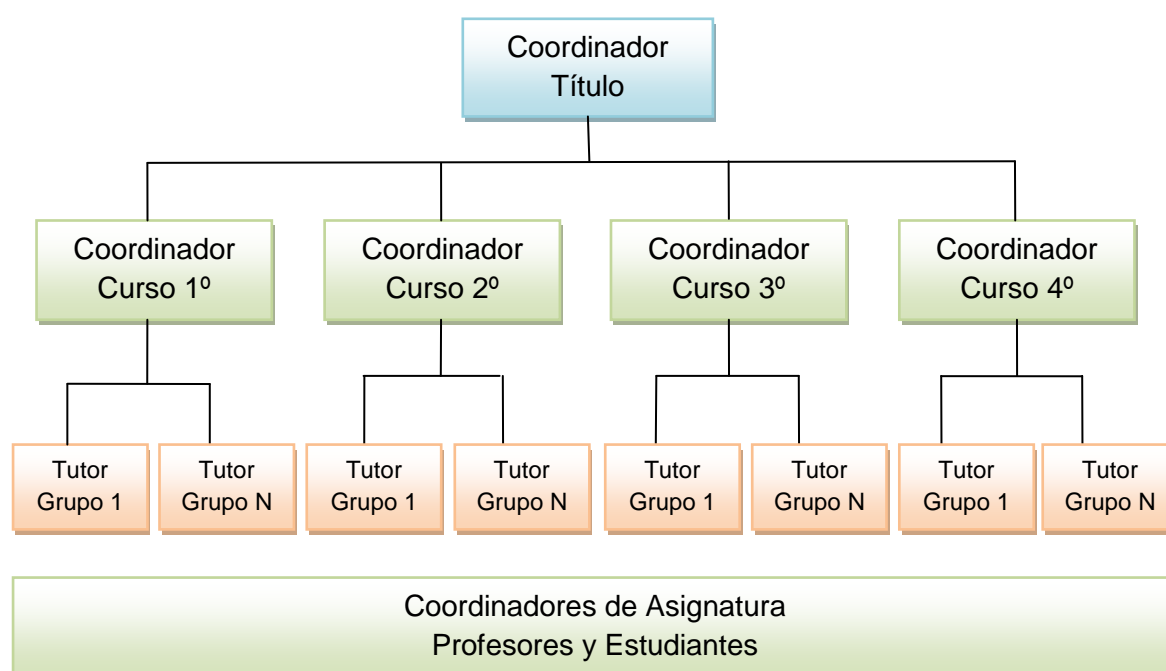 Coordinador
Título
Coordinador
Curso 1º
Coordinador
Curso 2º
Coordinador
Curso 3º
Coordinador
Curso 4º
Tutor
Grupo 1
Tutor
Grupo N
Tutor
Grupo 1
Tutor
Grupo N
Tutor
Grupo 1
Tutor
Grupo N
Tutor
Grupo 1
Tutor
Grupo N
Coordinadores de Asignatura
Profesores y Estudiantes